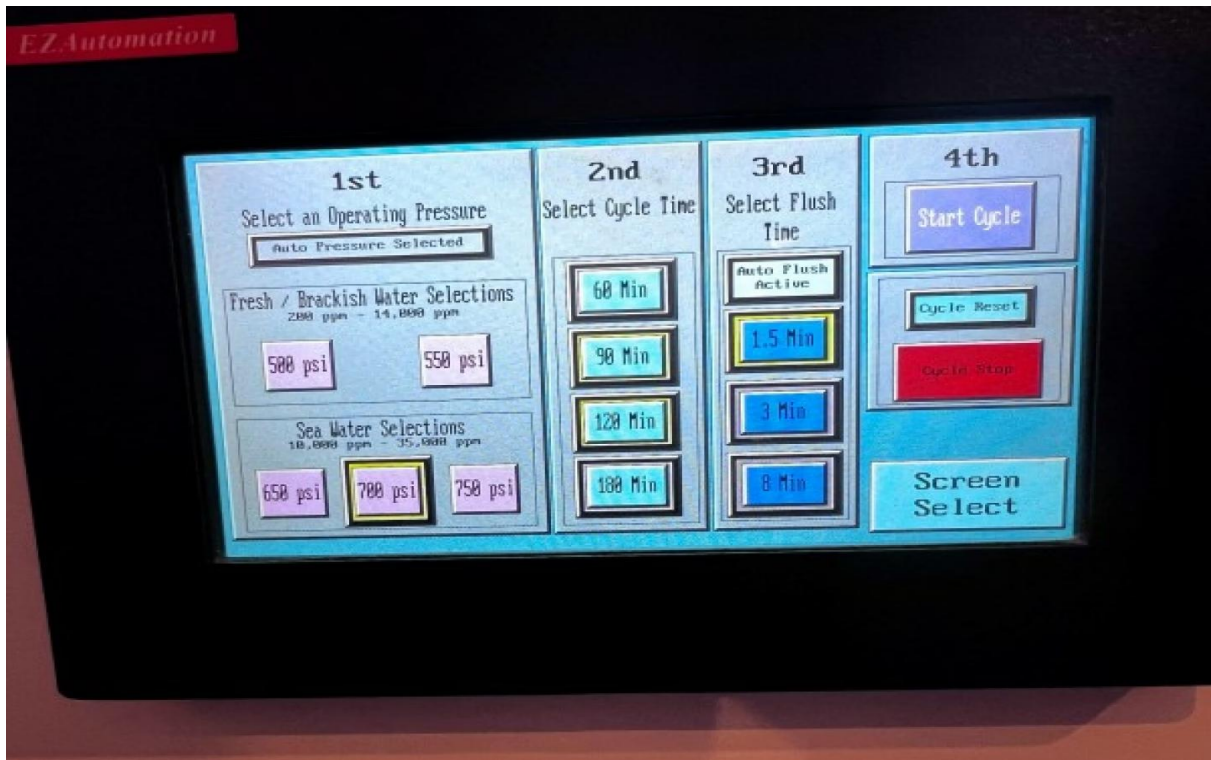 EZAutomation
1st
Select an Operating Pressure
Auto Pressure Selected
Fresh / Brackish Water Selections
200 ppm - 14,000 ppm
500 psi
550 psi
Sea Water Selections
10,000 ppm - 35,000 ppm
650 psi
700 psi
750 psi
2nd
Select Cycle Time
60 Min
90 Min
120 Min
180 Min
3rd
Select Flush
Time
Auto Flush
Active
1.5 Min
3 Min
8 Min
4th
Start Cycle
Cycle Reset
Cycle Stop
Screen
Select